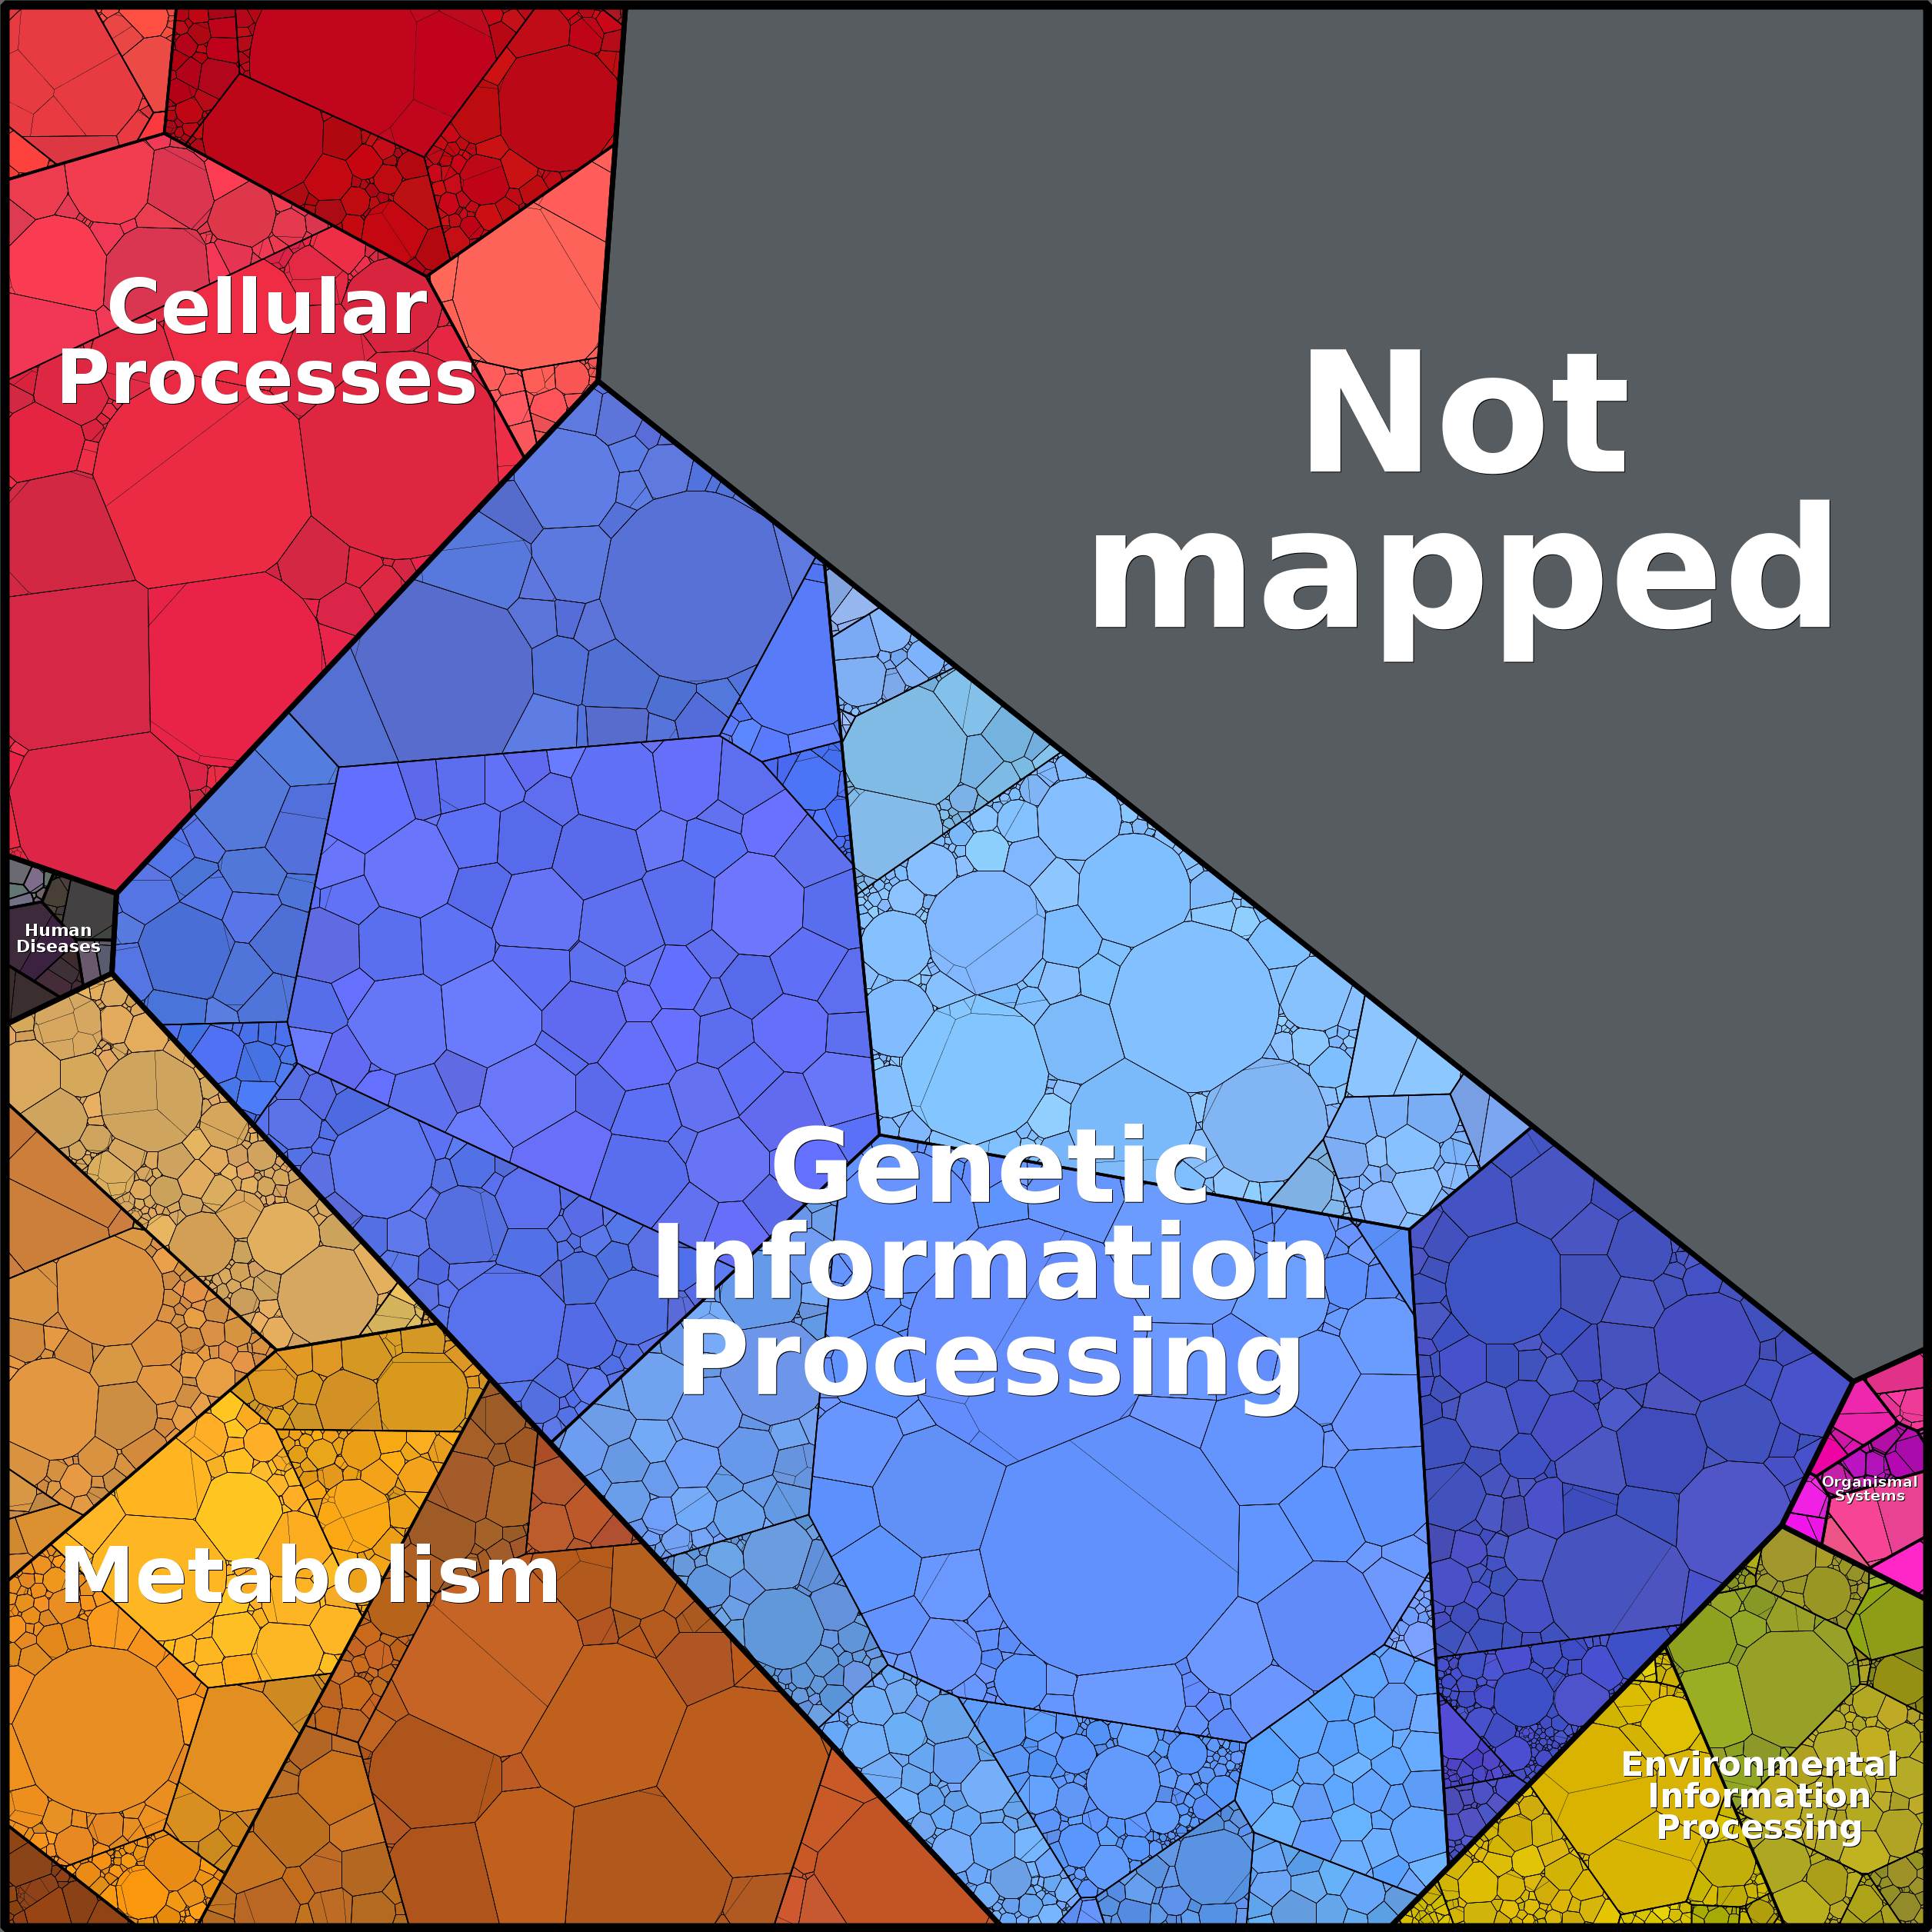 Cellular
Processes
Not
mapped
Human
Diseases
Genetic
Information
Processing
Metabolism
Organismal
Systems
Environmental
Information
Processing